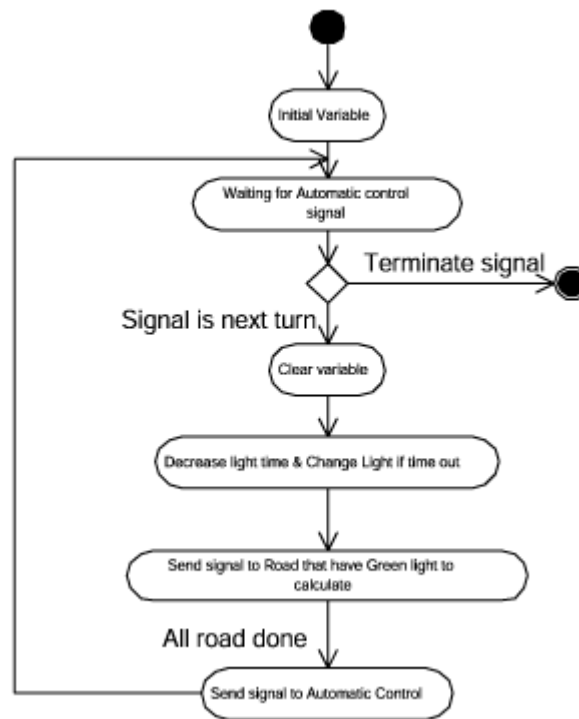 Initial Variable
Waiting for Automatic control
signal
Terminate signal
Signal is next turn
Clear variable
Decrease light time & Change Light if time out
Send signal to Road that have Green light to
calculate
All road done
Send signal to Automatic Control